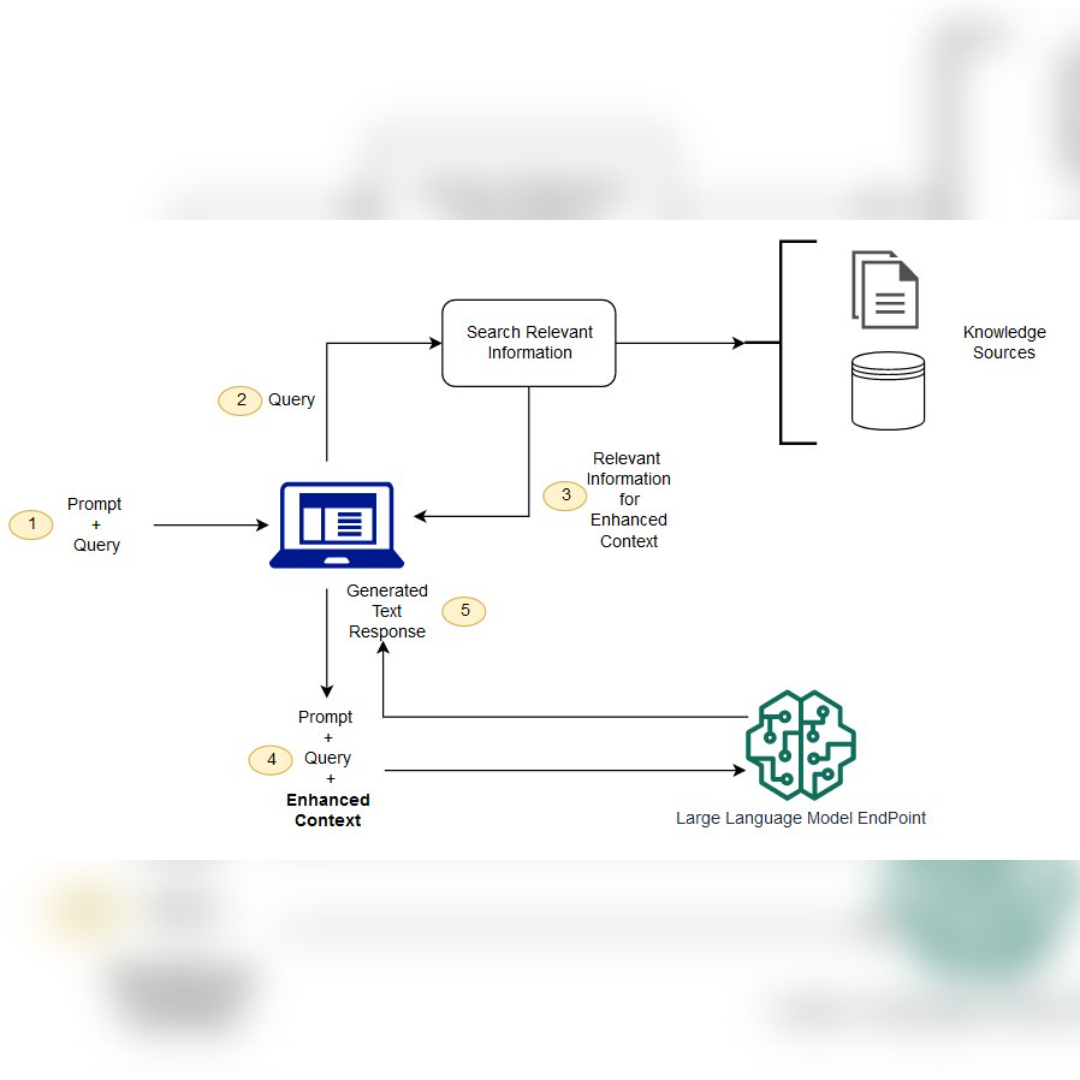 Search Relevant
Information
Knowledge
Sources
2
Query
Relevant
Information
for
Enhanced
Context
3
1
Prompt
+
Query
Generated
Text
Response
5
Prompt
+
4
Query
+
Enhanced
Context
Large Language Model EndPoint